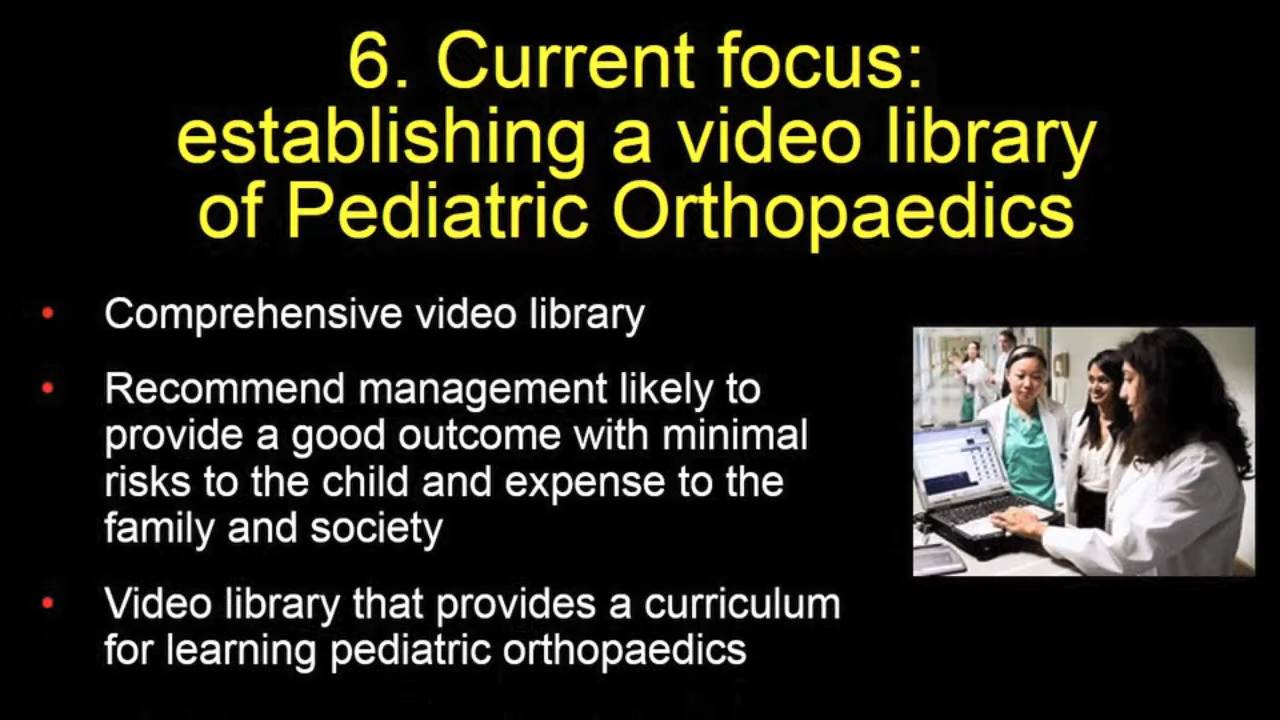 6. Current focus:
establishing a video library
of Pediatric Orthopaedics
• Comprehensive video library
• Recommend management likely to
provide a good outcome with minimal
risks to the child and expense to the
family and society
• Video library that provides a curriculum
for learning pediatric orthopaedics